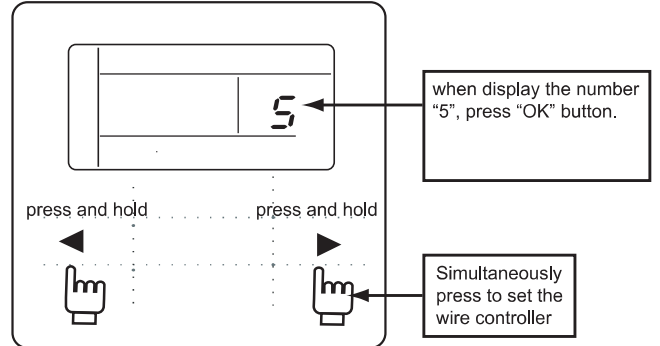 5
when display the number
“5”, press “OK” button.
press and hold
press and hold
Simultaneously
press to set the
wire controller